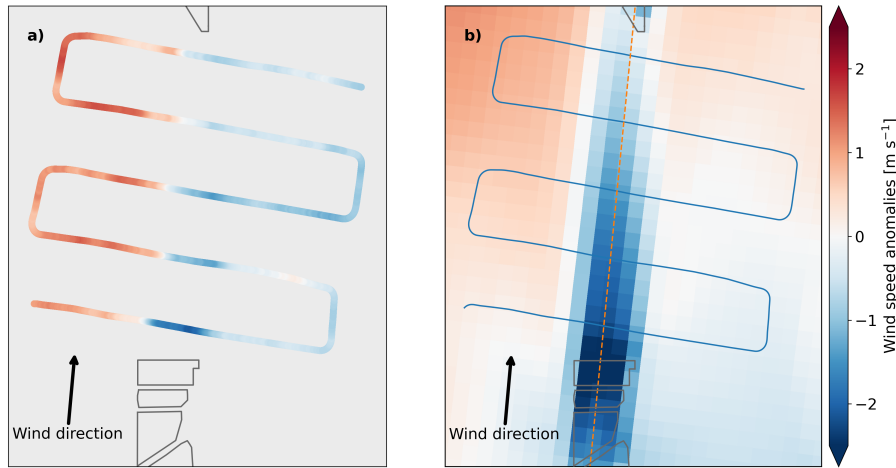 a)
Wind direction
b)
Wind direction
2
1
0
−1
−2
Wind speed anomalies [m s⁻¹]